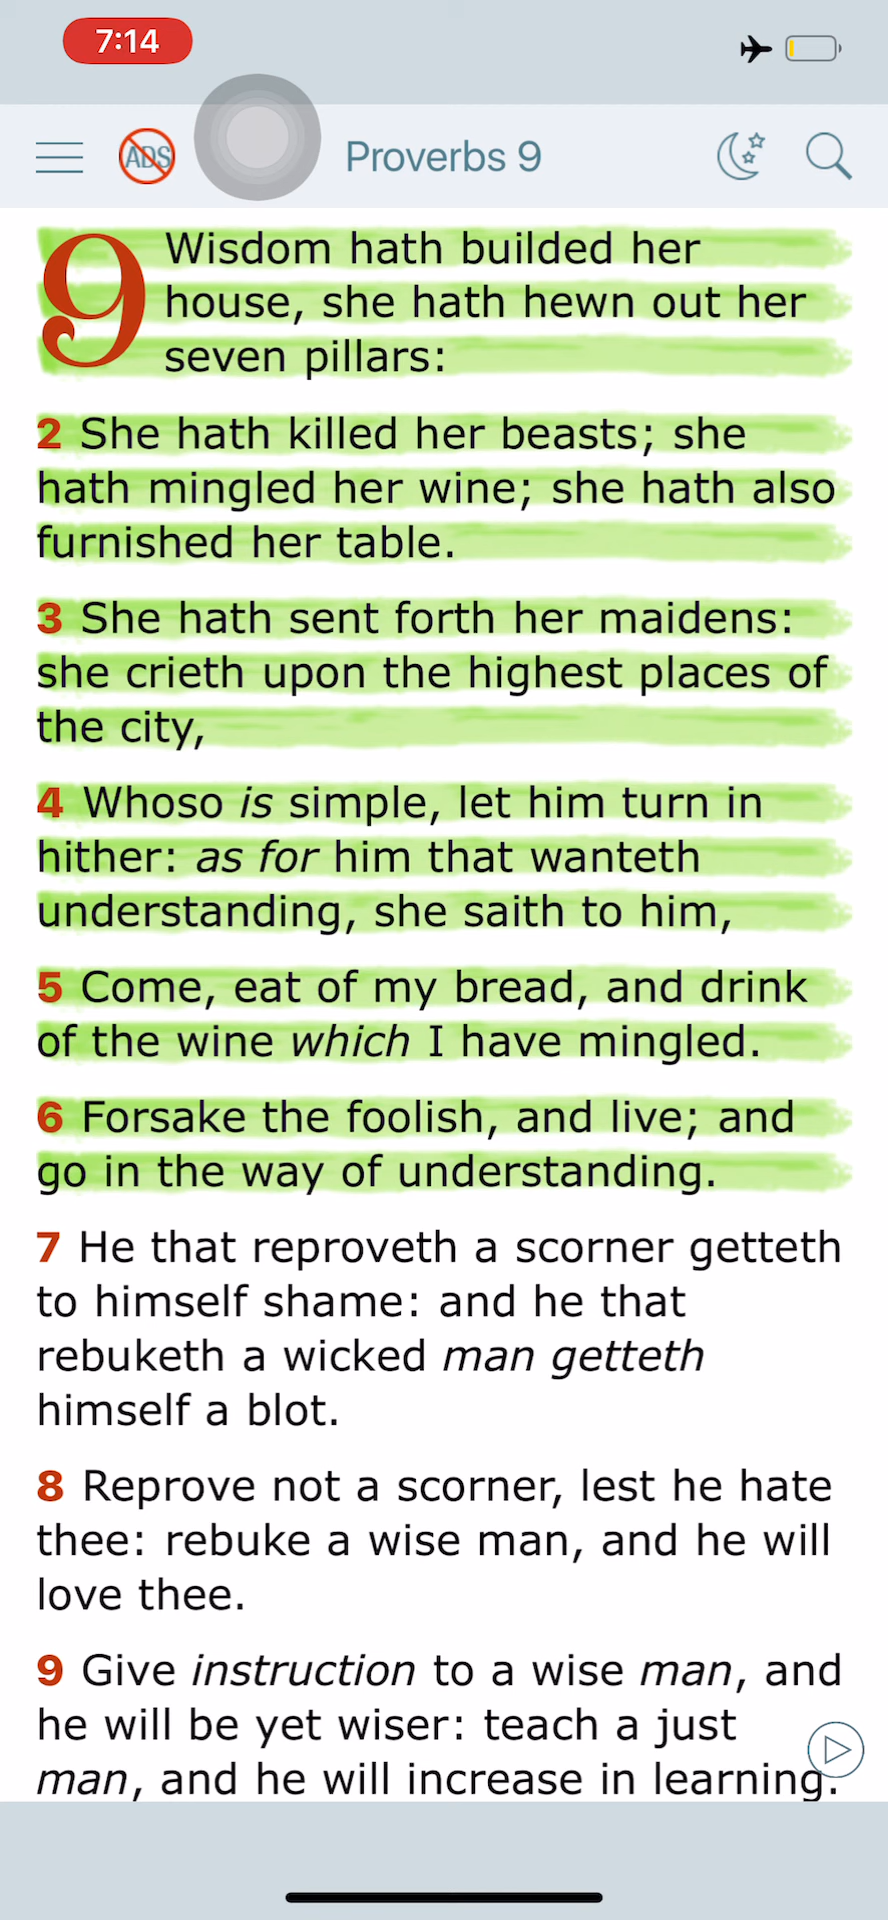 7:14
ADS
Proverbs 9
9 Wisdom hath builded her
house, she hath hewn out her
seven pillars:
2 She hath killed her beasts; she
hath mingled her wine; she hath also
furnished her table.
3 She hath sent forth her maidens:
she crieth upon the highest places of
the city,
4 Whoso is simple, let him turn in
hither: as for him that wanteth
understanding, she saith to him,
5 Come, eat of my bread, and drink
of the wine which I have mingled.
6 Forsake the foolish, and live; and
go in the way of understanding.
7 He that reproveth a scorner getteth
to himself shame: and he that
rebuketh a wicked man getteth
himself a blot.
8 Reprove not a scorner, lest he hate
thee: rebuke a wise man, and he will
love thee.
9 Give instruction to a wise man, and
he will be yet wiser: teach a just
man, and he will increase in learning.